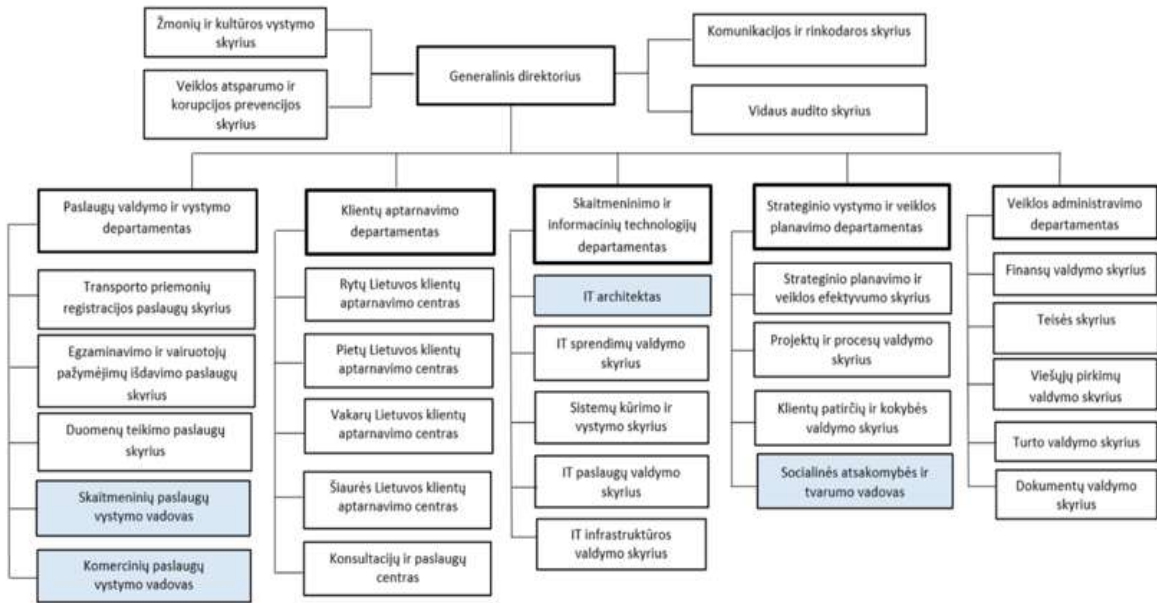 Žmonių ir kultūros vystymo
skyrius
Komunikacijos ir rinkodaros skyrius
Generalinis direktorius
Veiklos atsparumo ir
korupcijos prevencijos
skyrius
Vidaus audito skyrius
Paslaugų valdymo ir vystymo
departamentas
Transporto priemonių
registracijos paslaugų skyrius
Egzaminavimo ir vairuotojų
pažymėjimų išdavimo paslaugų
skyrius
Duomenų teikimo paslaugų
skyrius
Skaitmeninių paslaugų
vystymo vadovas
Komercinių paslaugų
vystymo vadovas
Klientų aptarnavimo
departamentas
Rytų Lietuvos klientų
aptarnavimo centras
Pietų Lietuvos klientų
aptarnavimo centras
Vakarų Lietuvos klientų
aptarnavimo centras
Šiaurės Lietuvos klientų
aptarnavimo centras
Konsultacijų ir paslaugų
centras
Skaitmeninimo ir
informacinių technologijų
departamentas
IT architektas
IT sprendimų valdymo
skyrius
Sistemų kūrimo ir
vystymo skyrius
IT paslaugų valdymo
skyrius
IT infrastruktūros
valdymo skyrius
Strateginio vystymo ir veiklos
planavimo departamentas
Strateginio planavimo ir
veiklos efektyvumo skyrius
Projektų ir procesų valdymo
skyrius
Klientų patirčių ir kokybės
valdymo skyrius
Socialinės atsakomybės ir
tvarumo vadovas
Veiklos administravimo
departamentas
Finansų valdymo skyrius
Teisės skyrius
Viešųjų pirkimų
valdymo skyrius
Turto valdymo skyrius
Dokumentų valdymo
skyrius